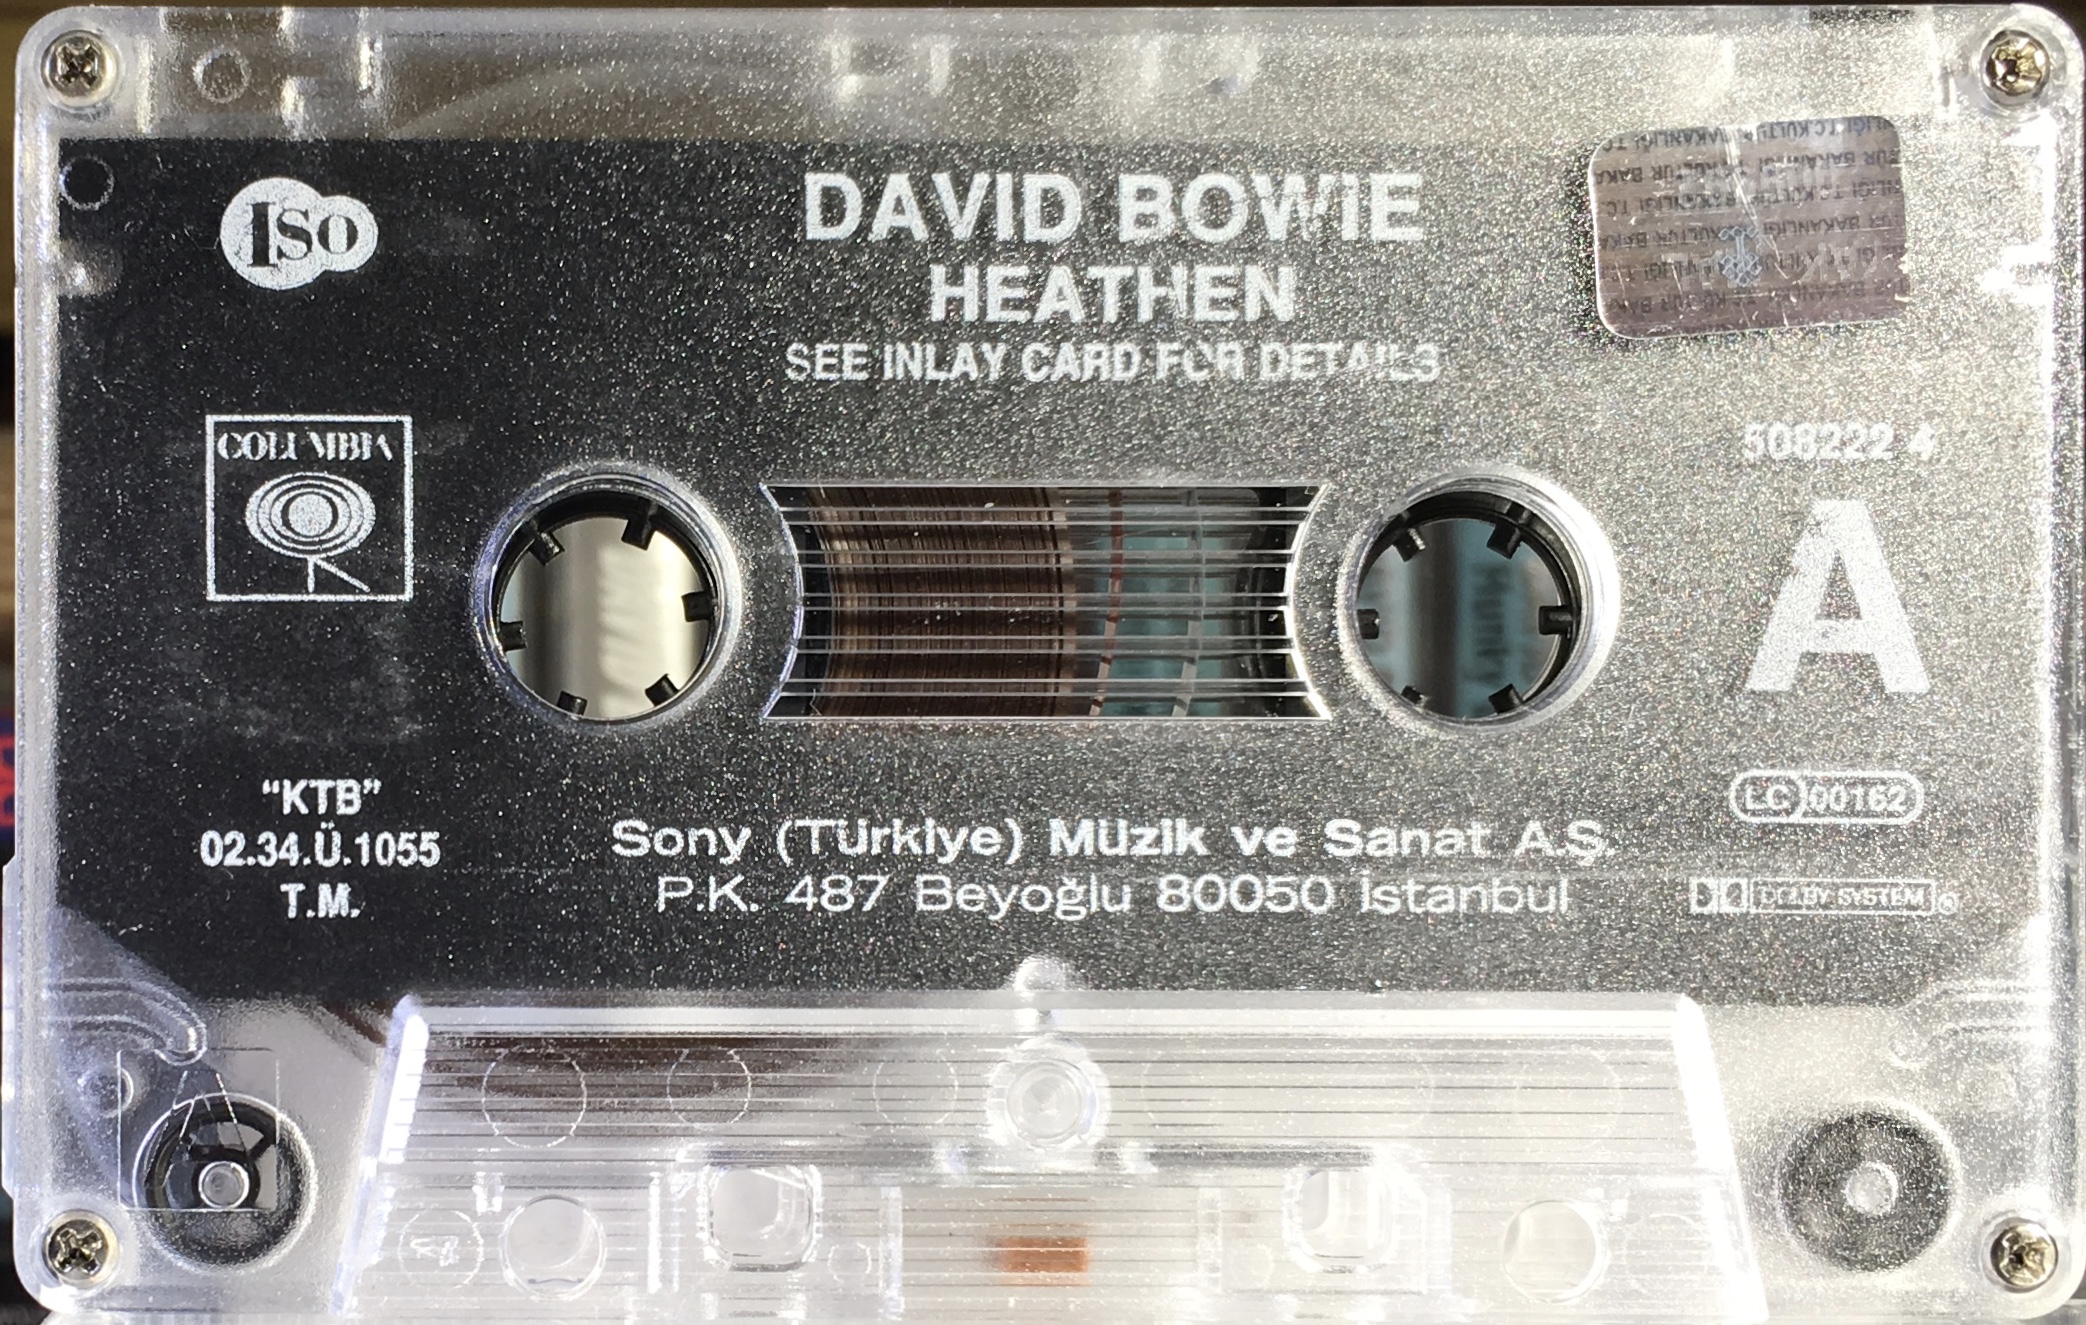 ISO
DAVID BOWIE
HEATHEN
SEE INLAY CARD FOR DETAILS
COLUMBIA
508222 4
A
"KTB"
02.34.Ü.1055
T.M.
Sony (Türkiye) Müzik ve Sanat A.Ş.
P.K. 487 Beyoğlu 80050 İstanbul
LC 00162
DOLBY SYSTEM®
A